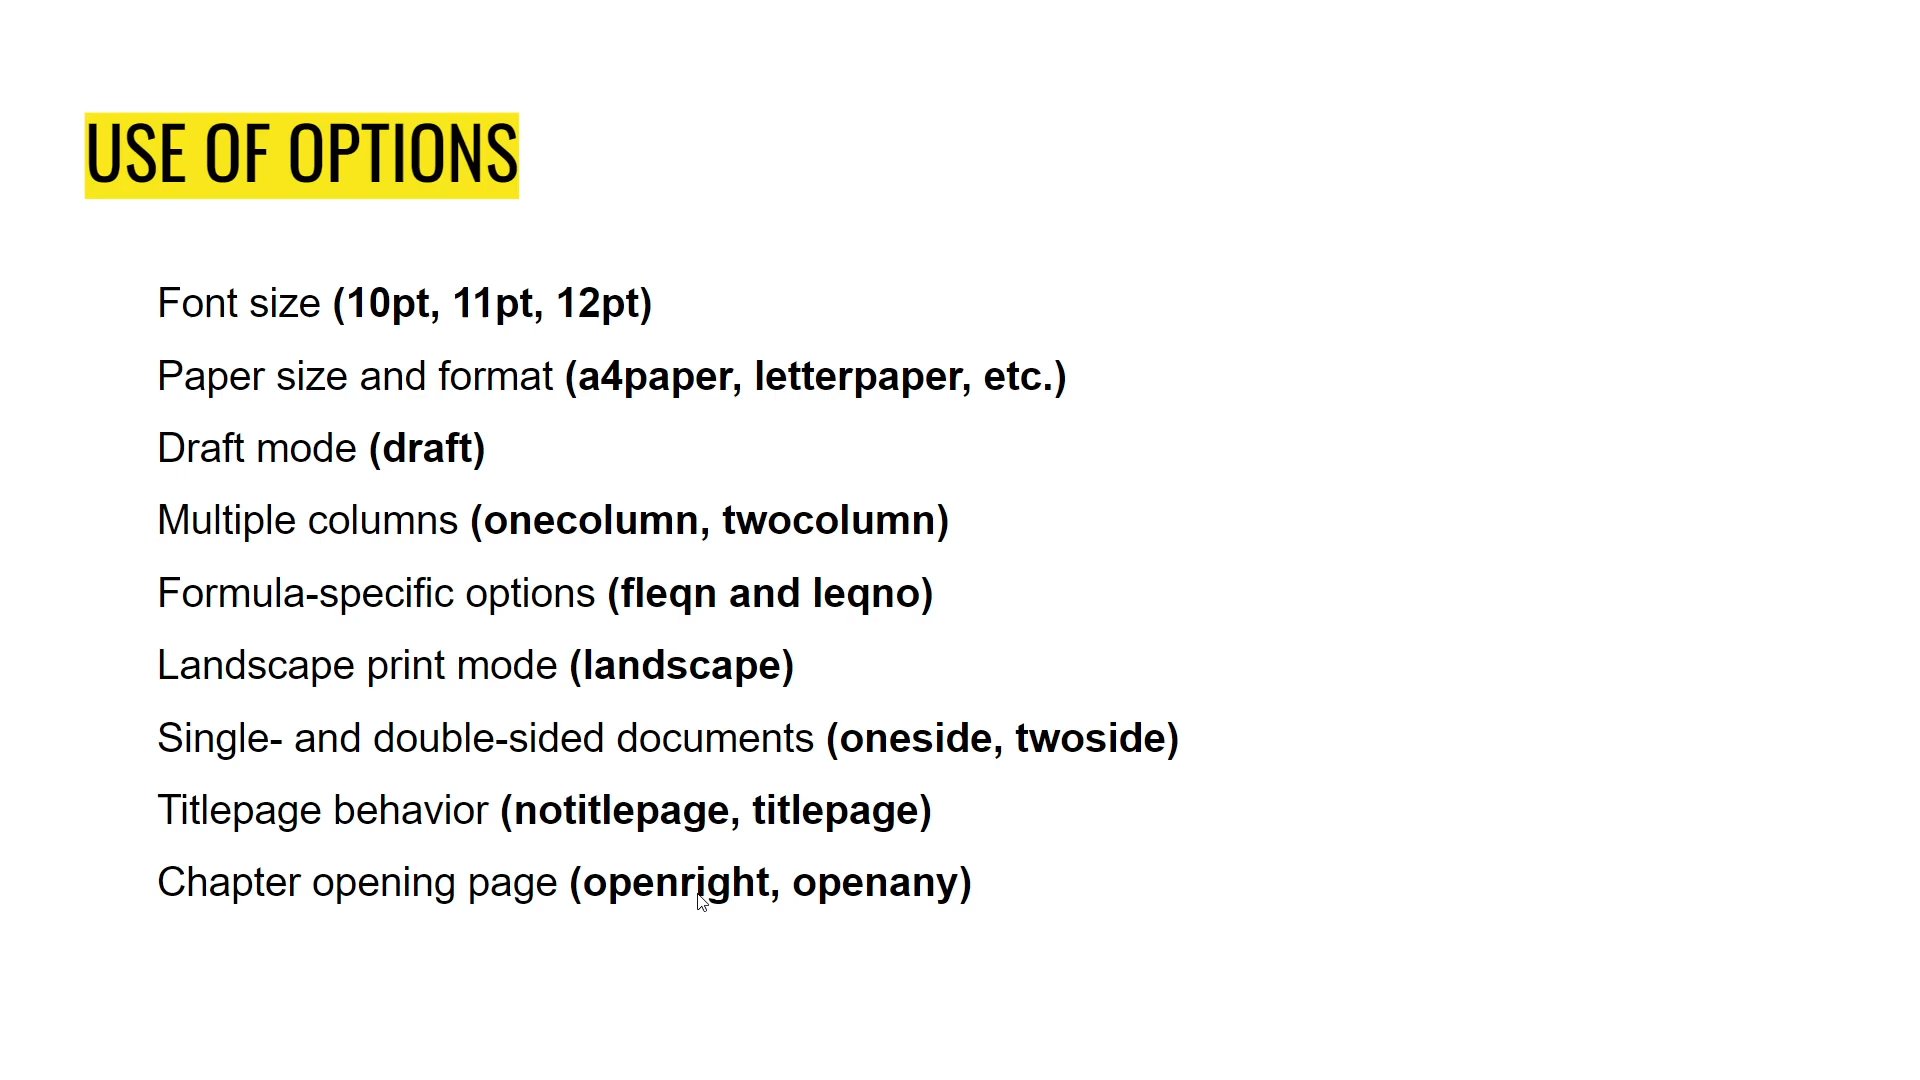 USE OF OPTIONS
Font size (10pt, 11pt, 12pt)
Paper size and format (a4paper, letterpaper, etc.)
Draft mode (draft)
Multiple columns (onecolumn, twocolumn)
Formula-specific options (fleqn and leqno)
Landscape print mode (landscape)
Single- and double-sided documents (oneside, twoside)
Titlepage behavior (notitlepage, titlepage)
Chapter opening page (openright, openany)